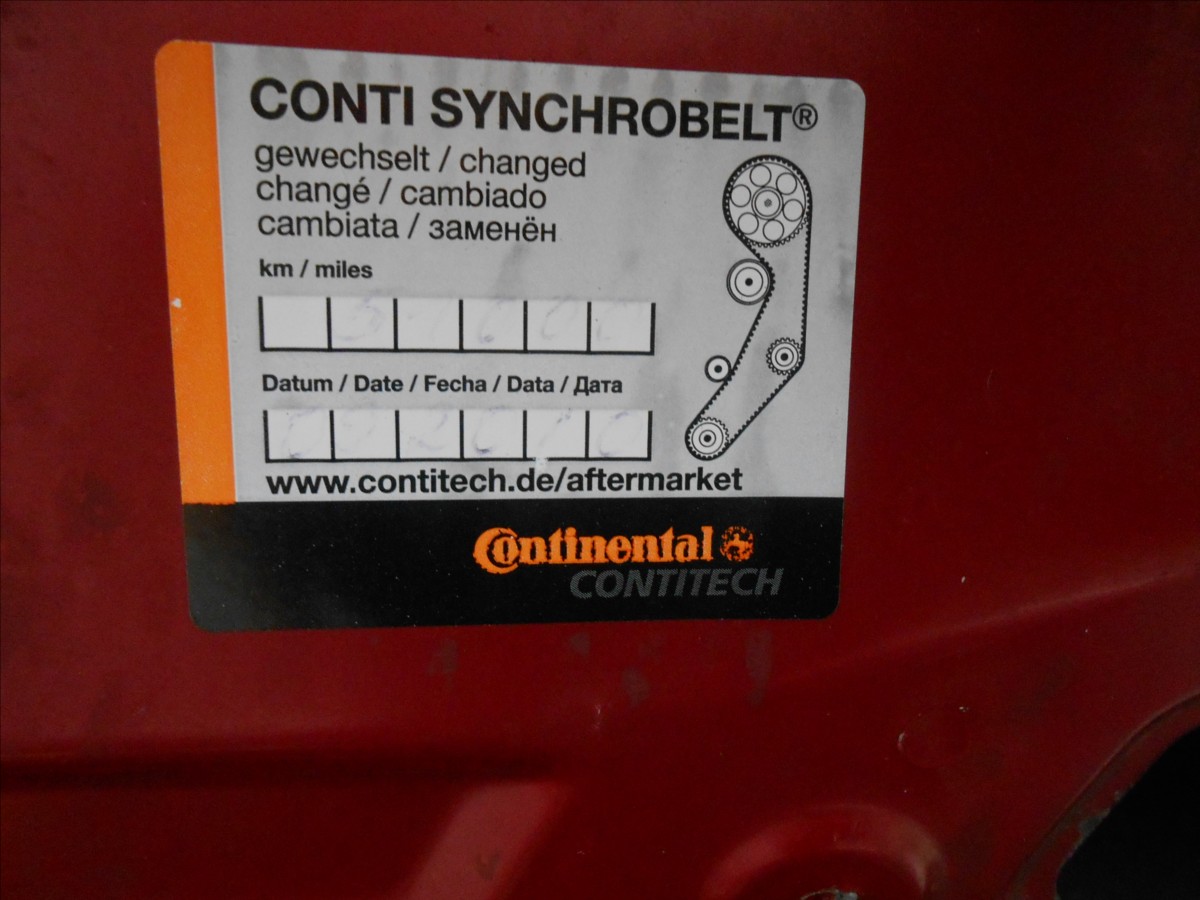 CONTI SYNCHROBELT®
gewechselt / changed
changé / cambiado
cambiata / заменён
km / miles
Datum / Date / Fecha / Data / Дата
www.contitech.de/aftermarket
Continental
CONTITECH